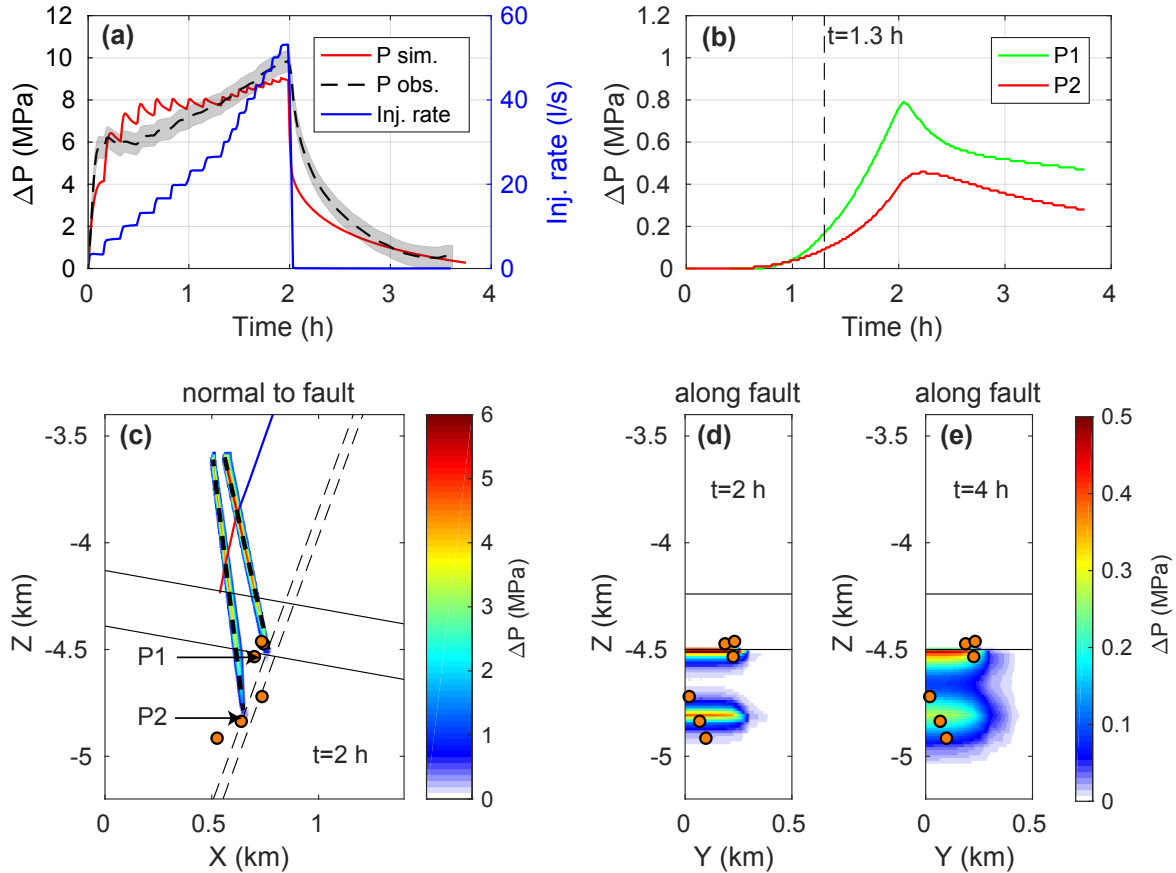 (a)
P sim.
P obs.
Inj. rate
12
10
8
6
4
2
0
ΔP (MPa)
60
40
20
0
Inj. rate (l/s)
0 1 2 3 4
Time (h)
(b)
t=1.3 h
P1
P2
1.2
1
0.8
0.6
0.4
0.2
0
ΔP (MPa)
0 1 2 3 4
Time (h)
normal to fault
(c)
-3.5
-4
-4.5
-5
Z (km)
P1
P2
t=2 h
0 0.5 1
X (km)
6
5
4
3
2
1
0
ΔP (MPa)
along fault
(d)
t=2 h
-3.5
-4
-4.5
-5
Z (km)
0 0.5
Y (km)
along fault
(e)
t=4 h
-3.5
-4
-4.5
-5
Z (km)
0 0.5
Y (km)
0.5
0.4
0.3
0.2
0.1
0
ΔP (MPa)